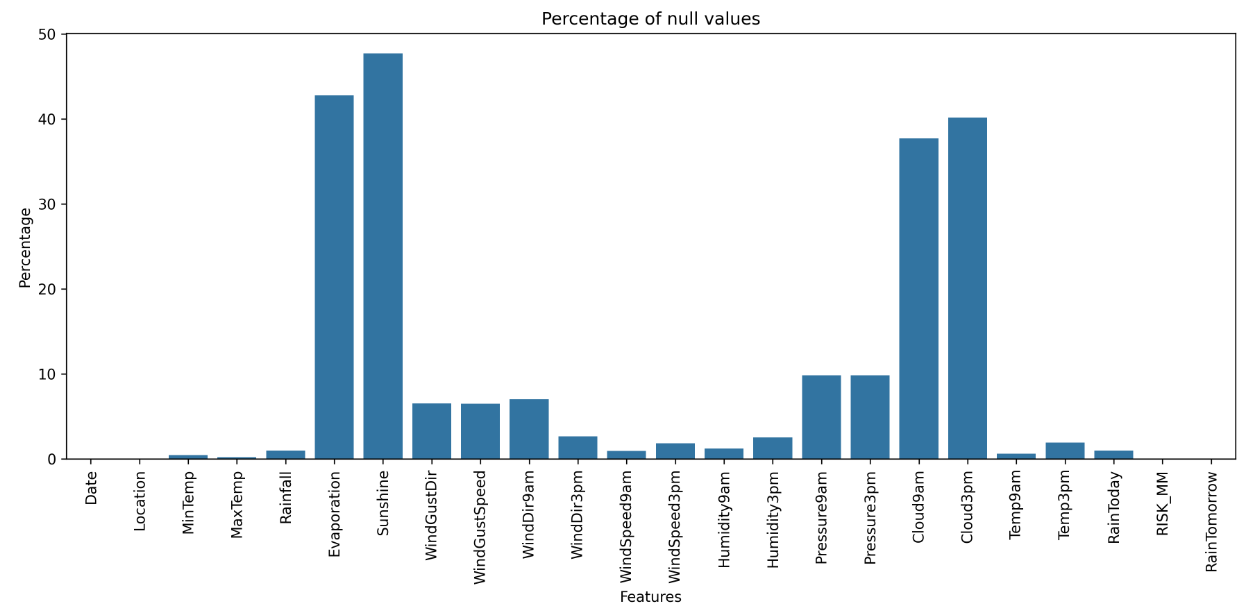 Percentage of null values
50
40
30
20
10
0
Percentage
Date
Location
MinTemp
MaxTemp
Rainfall
Evaporation
Sunshine
WindGustDir
WindGustSpeed
WindDir9am
WindDir3pm
WindSpeed9am
WindSpeed3pm
Humidity9am
Humidity3pm
Pressure9am
Pressure3pm
Cloud9am
Cloud3pm
Temp9am
Temp3pm
RainToday
RISK_MM
RainTomorrow
Features